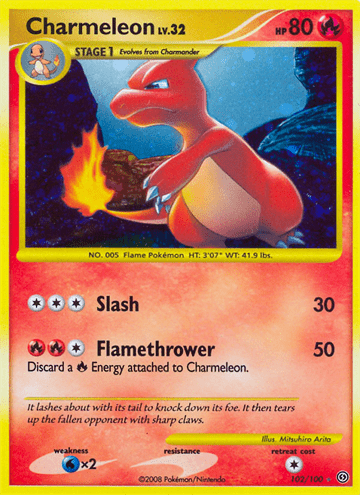 Charmeleon LV.32 HP 80
STAGE 1 Evolves from Charmander
NO. 005 Flame Pokémon HT: 3'07" WT: 41.9 lbs.
Slash 30
Flamethrower 50
Discard a Energy attached to Charmeleon.
It lashes about with its tail to knock down its foe. It then tears
up the fallen opponent with sharp claws.
Illus. Mitsuhiro Arita
weakness resistance retreat cost
×2
©2008 Pokémon/Nintendo 102/100